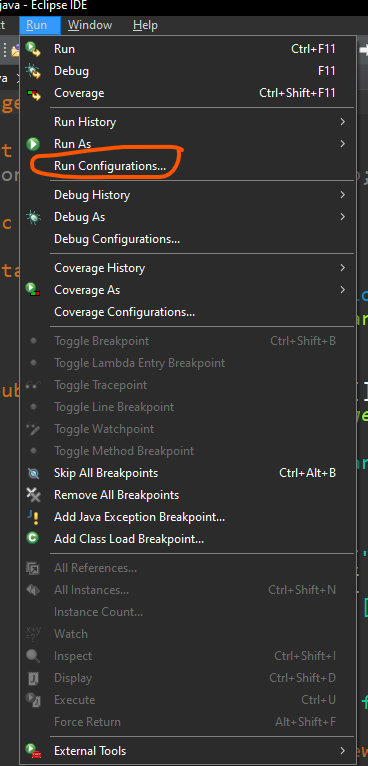 java - Eclipse IDE
Run Window Help
Run Ctrl+F11
Debug F11
Coverage Ctrl+Shift+F11
Run History
Run As
Run Configurations...
Debug History
Debug As
Debug Configurations...
Coverage History
Coverage As
Coverage Configurations...
Toggle Breakpoint Ctrl+Shift+B
Toggle Lambda Entry Breakpoint
Toggle Tracepoint
Toggle Line Breakpoint
Toggle Watchpoint
Toggle Method Breakpoint
Skip All Breakpoints Ctrl+Alt+B
Remove All Breakpoints
Add Java Exception Breakpoint...
Add Class Load Breakpoint...
All References...
All Instances... Ctrl+Shift+N
Instance Count...
Watch
Inspect Ctrl+Shift+I
Display Ctrl+Shift+D
Execute Ctrl+U
Force Return Alt+Shift+F
External Tools